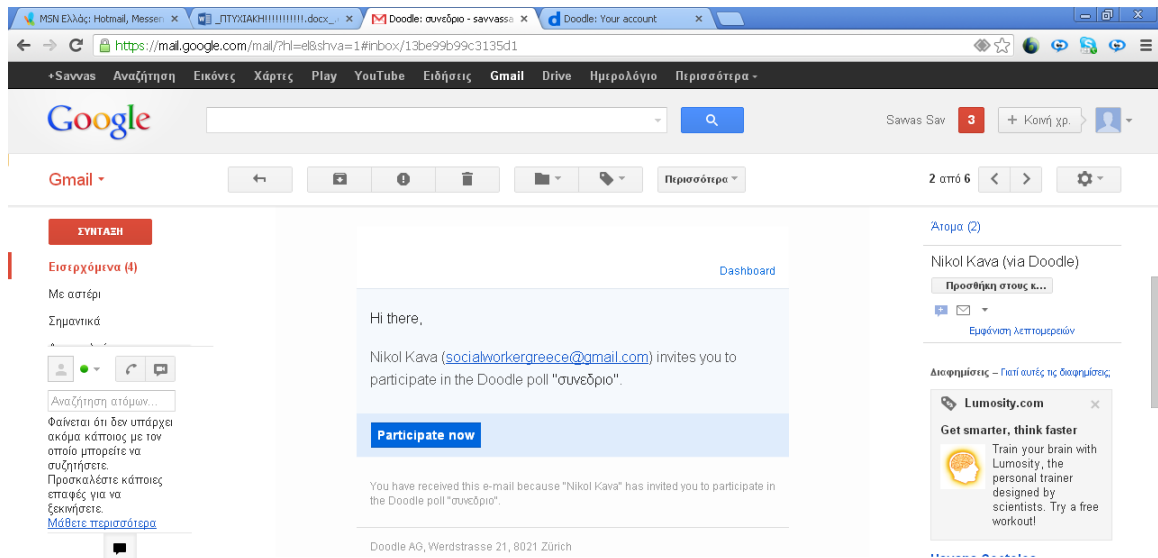 MSN Ελλάς: Hotmail, Messen
_ΠΤΥΧΙΑΚΗ!!!!!!!!!!!.docx_
Doodle: συνεδριο - savvassa
Doodle: Your account
https://mail.google.com/mail/?hl=el&shva=1#inbox/13be99b99c3135d1
+Savvas Αναζήτηση Εικόνες Χάρτες Play YouTube Ειδήσεις Gmail Drive Ημερολόγιο Περισσότερα
Google
Savvas Sav 3 + Κοινή χρ.
Gmail
Περισσότερα
2 από 6
ΣΥΝΤΑΞΗ
Εισερχόμενα (4)
Με αστέρι
Σημαντικά
Αναζήτηση ατόμων...
Φαίνεται ότι δεν υπάρχει
ακόμα κάποιος με τον
οποίο μπορείτε να
συζητήσετε.
Προσκαλέστε κάποιες
επαφές για να
ξεκινήσετε.
Μάθετε περισσότερα
Dashboard
Hi there,
Nikol Kava (socialworkergreece@gmail.com) invites you to
participate in the Doodle poll "συνεδριο".
Participate now
You have received this e-mail because "Nikol Kava" has invited you to participate in
the Doodle poll "συνεδριο".
Doodle AG, Werdstrasse 21, 8021 Zürich
Άτομα (2)
Nikol Kava (via Doodle)
Προσθήκη στους κ...
Εμφάνιση λεπτομερειών
Διαφημίσεις – Γιατί αυτές τις διαφημίσεις;
Lumosity.com
Get smarter, think faster
Train your brain with
Lumosity, the
personal trainer
designed by
scientists. Try a free
workout!